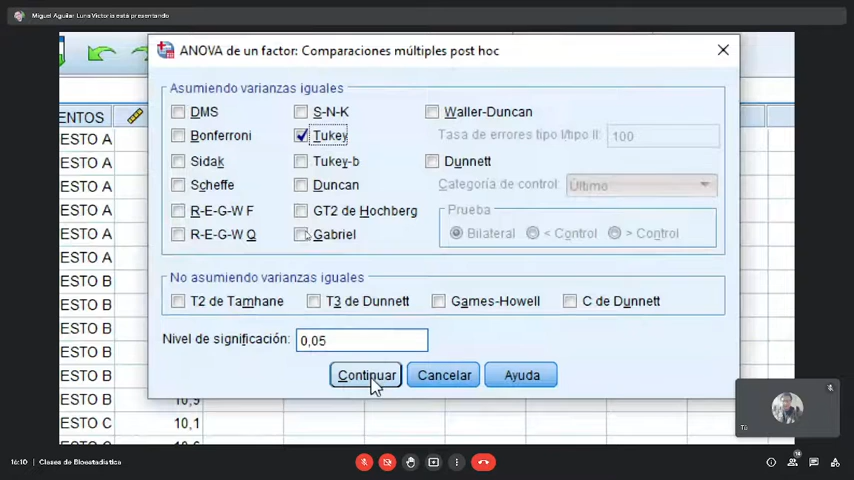 Miguel Aguilar Luna Victoria está presentando
ANOVA de un factor: Comparaciones múltiples post hoc
Asumiendo varianzas iguales
DMS S-N-K Waller-Duncan
Bonferroni Tukey Tasa de errores tipo I/tipo II: 100
Sidak Tukey-b Dunnett
Scheffe Duncan Categoría de control: Último
R-E-G-W F GT2 de Hochberg Prueba
R-E-G-W Q Gabriel Bilateral < Control > Control
No asumiendo varianzas iguales
T2 de Tamhane T3 de Dunnett Games-Howell C de Dunnett
Nivel de significación: 0,05
Continuar Cancelar Ayuda
ENTOS
ESTO A
ESTO A
ESTO A
ESTO A
ESTO A
ESTO A
ESTO B
ESTO B
ESTO B
ESTO B
ESTO B
ESTO B 10,9
ESTO C 10,1
Tú
14
16:10 Clases de Bioestadística